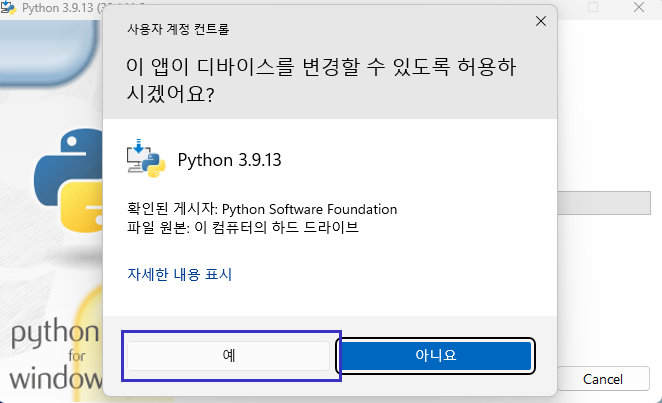 Python 3.9.13
사용자 계정 컨트롤
이 앱이 디바이스를 변경할 수 있도록 허용하
시겠어요?
Python 3.9.13
확인된 게시자: Python Software Foundation
파일 원본: 이 컴퓨터의 하드 드라이브
자세한 내용 표시
예
아니요
python
for
windows
Cancel